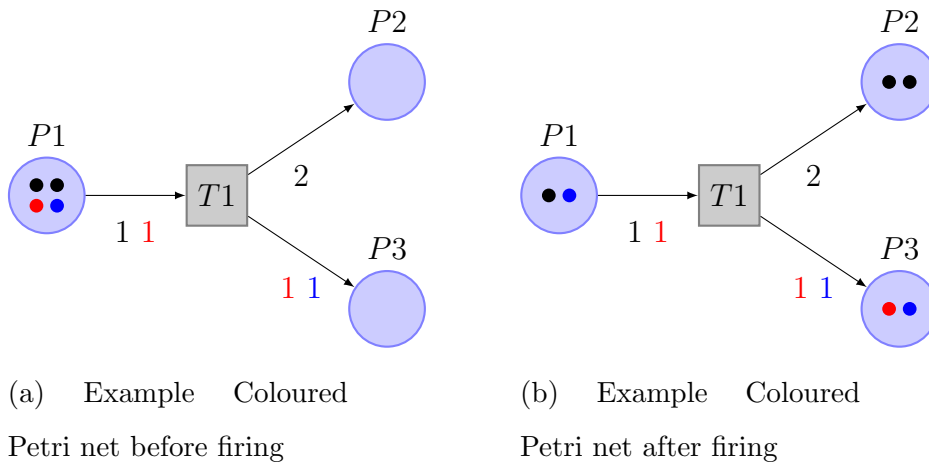 P2
P1
T1
2
1 1
P3
1 1
(a) Example Coloured
Petri net before firing
P2
P1
T1
2
1 1
P3
1 1
(b) Example Coloured
Petri net after firing